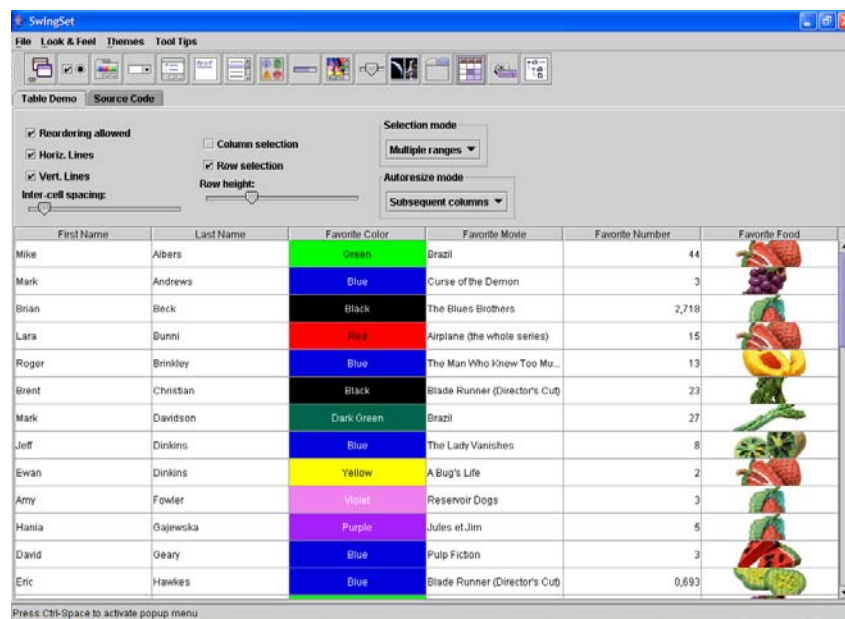 SwingSet
File Look & Feel Themes Tool Tips
Table Demo Source Code
Reordering allowed
Horiz. Lines
Vert. Lines
Inter-cell spacing:
Column selection
Row selection
Row height:
Selection mode
Multiple ranges
Autoresize mode
Subsequent columns
First Name Last Name Favorite Color Favorite Movie Favorite Number Favorite Food
Mike Albers Green Brazil 44
Mark Andrews Blue Curse of the Demon 3
Brian Beck Black The Blues Brothers 2,718
Lara Bunni Red Airplane (the whole series) 15
Roger Brinkley Blue The Man Who Knew Too Mu... 13
Brent Christian Black Blade Runner (Director's Cut) 23
Mark Davidson Dark Green Brazil 27
Jeff Dinkins Blue The Lady Vanishes 8
Ewan Dinkins Yellow A Bug's Life 2
Amy Fowler Violet Reservoir Dogs 3
Hania Gajewska Purple Jules et Jim 5
David Geary Blue Pulp Fiction 3
Eric Hawkes Blue Blade Runner (Director's Cut) 0,693
Press Ctrl-Space to activate popup menu